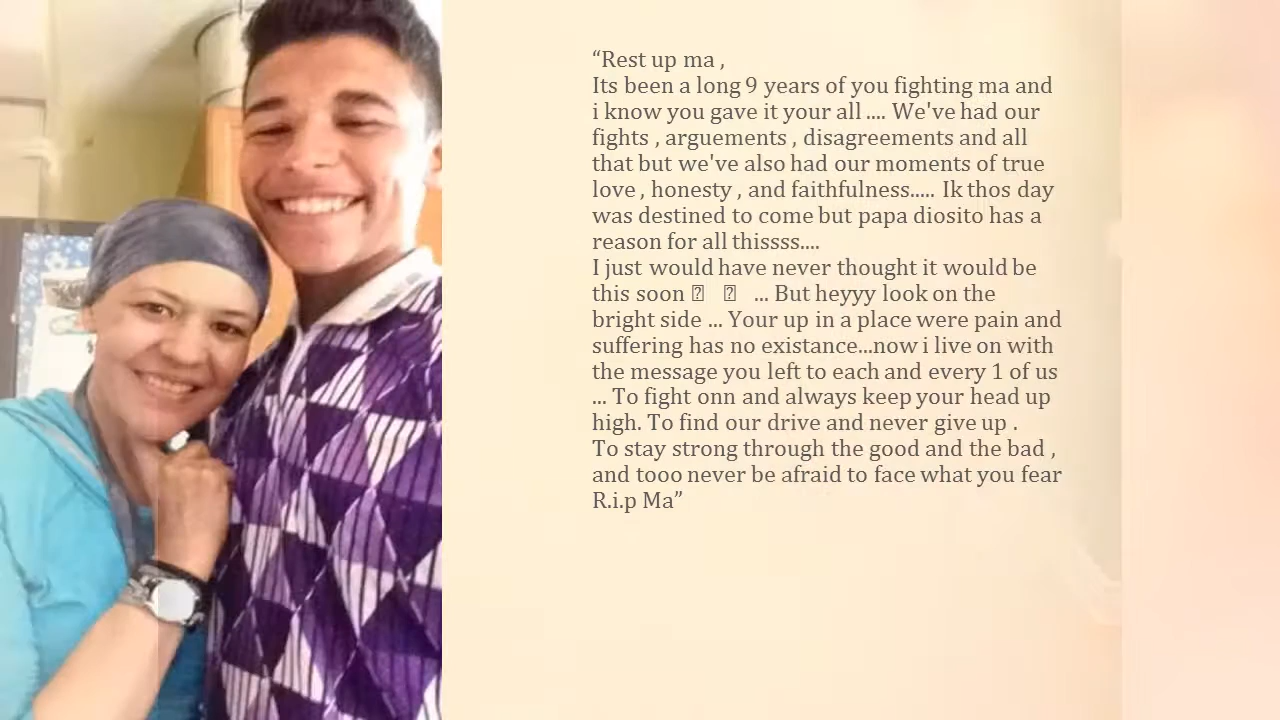 “Rest up ma ,
Its been a long 9 years of you fighting ma and
i know you gave it your all .... We've had our
fights , arguements , disagreements and all
that but we've also had our moments of true
love , honesty , and faithfulness..... Ik thos day
was destined to come but papa diosito has a
reason for all thissss....
I just would have never thought it would be
this soon ⍰ ⍰ ... But heyyy look on the
bright side ... Your up in a place were pain and
suffering has no existance...now i live on with
the message you left to each and every 1 of us
... To fight onn and always keep your head up
high. To find our drive and never give up .
To stay strong through the good and the bad ,
and tooo never be afraid to face what you fear
R.i.p Ma”